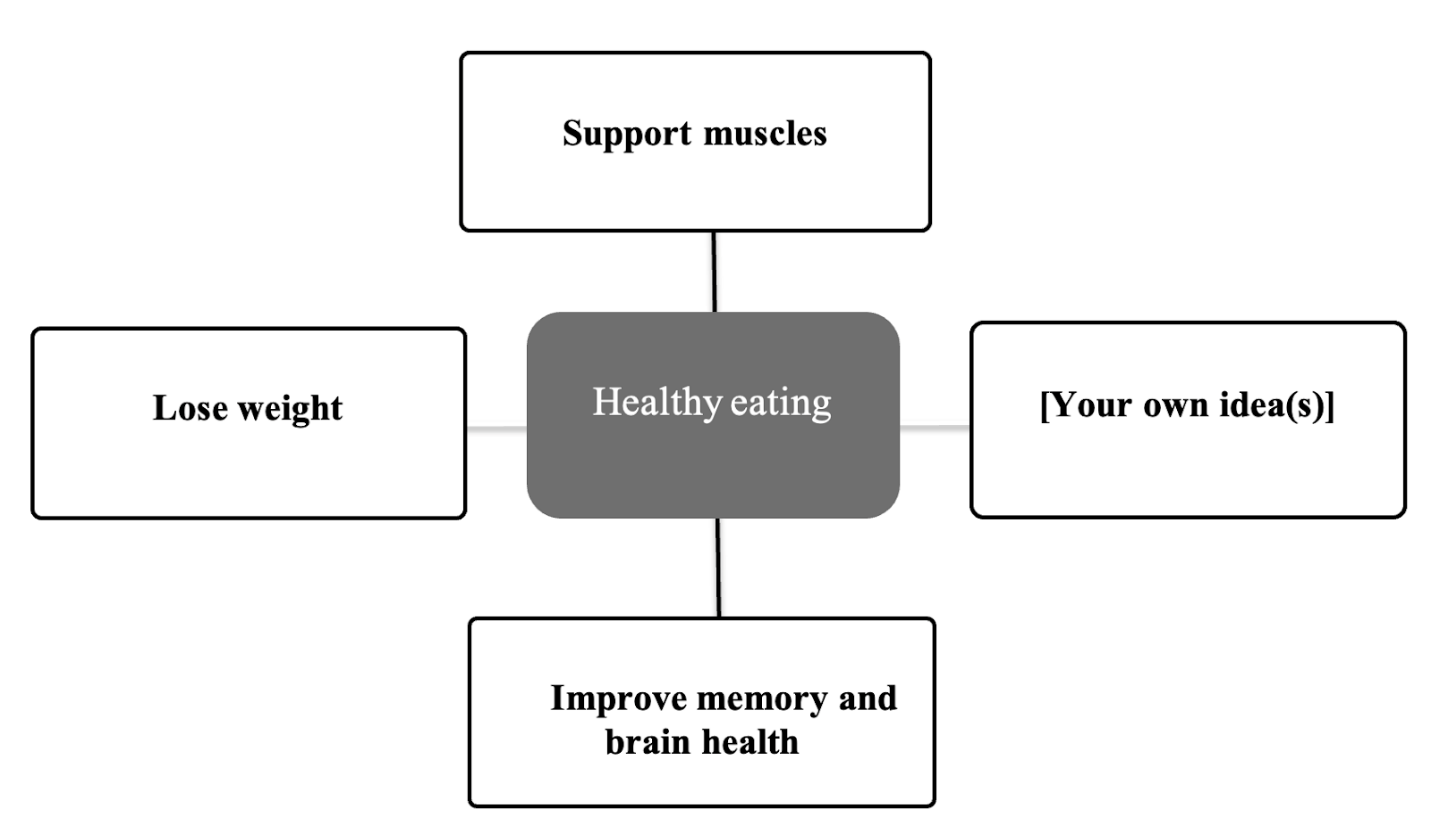 Support muscles
Lose weight
Healthy eating
[Your own idea(s)]
Improve memory and
brain health